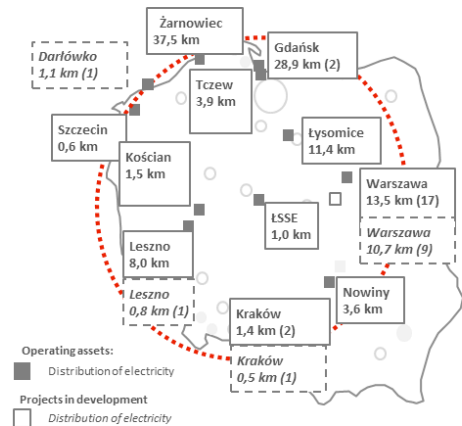 Żarnowiec
37,5 km
Gdańsk
28,9 km (2)
Darłówko
1,1 km (1)
Tczew
3,9 km
Szczecin
0,6 km
Łysomice
11,4 km
Kościan
1,5 km
Warszawa
13,5 km (17)
Warszawa
10,7 km (9)
ŁSSE
1,0 km
Leszno
8,0 km
Leszno
0,8 km (1)
Nowiny
3,6 km
Kraków
1,4 km (2)
Kraków
0,5 km (1)
Operating assets:
Distribution of electricity
Projects in development
Distribution of electricity